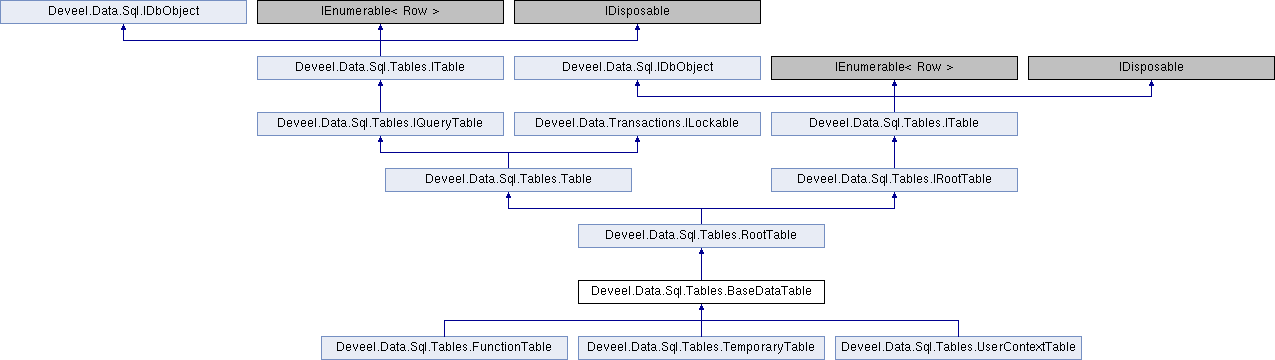 Deveel.Data.Sql.IDbObject
IEnumerable< Row >
IDisposable
Deveel.Data.Sql.Tables.ITable
Deveel.Data.Sql.IDbObject
IEnumerable< Row >
IDisposable
Deveel.Data.Sql.Tables.IQueryTable
Deveel.Data.Transactions.ILockable
Deveel.Data.Sql.Tables.ITable
Deveel.Data.Sql.Tables.Table
Deveel.Data.Sql.Tables.IRootTable
Deveel.Data.Sql.Tables.RootTable
Deveel.Data.Sql.Tables.BaseDataTable
Deveel.Data.Sql.Tables.FunctionTable
Deveel.Data.Sql.Tables.TemporaryTable
Deveel.Data.Sql.Tables.UserContextTable